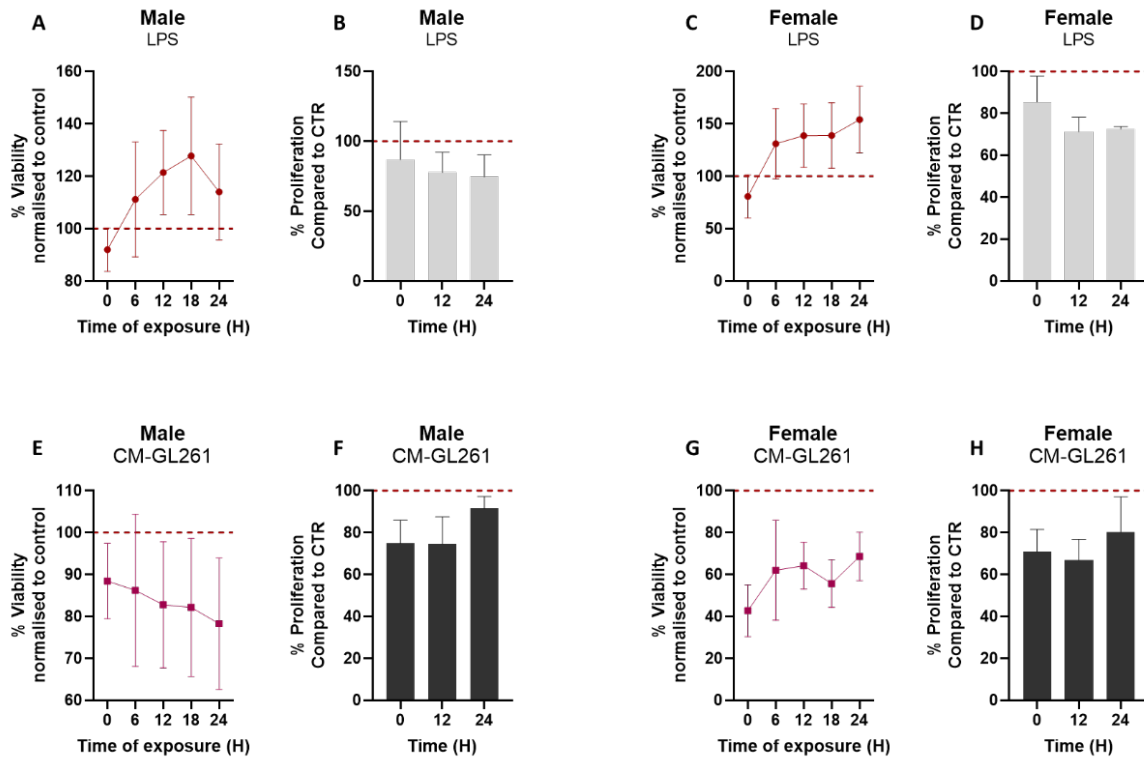 A
Male
LPS
% Viability
normalised to control
160
140
120
100
80
0 6 12 18 24
Time of exposure (H)
B
Male
LPS
% Proliferation
Compared to CTR
150
100
50
0
0 12 24
Time (H)
C
Female
LPS
% Viability
normalised to control
200
150
100
50
0
0 6 12 18 24
Time of exposure (H)
D
Female
LPS
% Proliferation
Compared to CTR
100
80
60
40
20
0
0 12 24
Time (H)
E
Male
CM-GL261
% Viability
normalised to control
110
100
90
80
70
60
0 6 12 18 24
Time of exposure (H)
F
Male
CM-GL261
% Proliferation
Compared to CTR
100
80
60
40
20
0
0 12 24
Time (H)
G
Female
CM-GL261
% Viability
normalised to control
100
80
60
40
20
0
0 6 12 18 24
Time of exposure (H)
H
Female
CM-GL261
% Proliferation
Compared to CTR
100
80
60
40
20
0
0 12 24
Time (H)